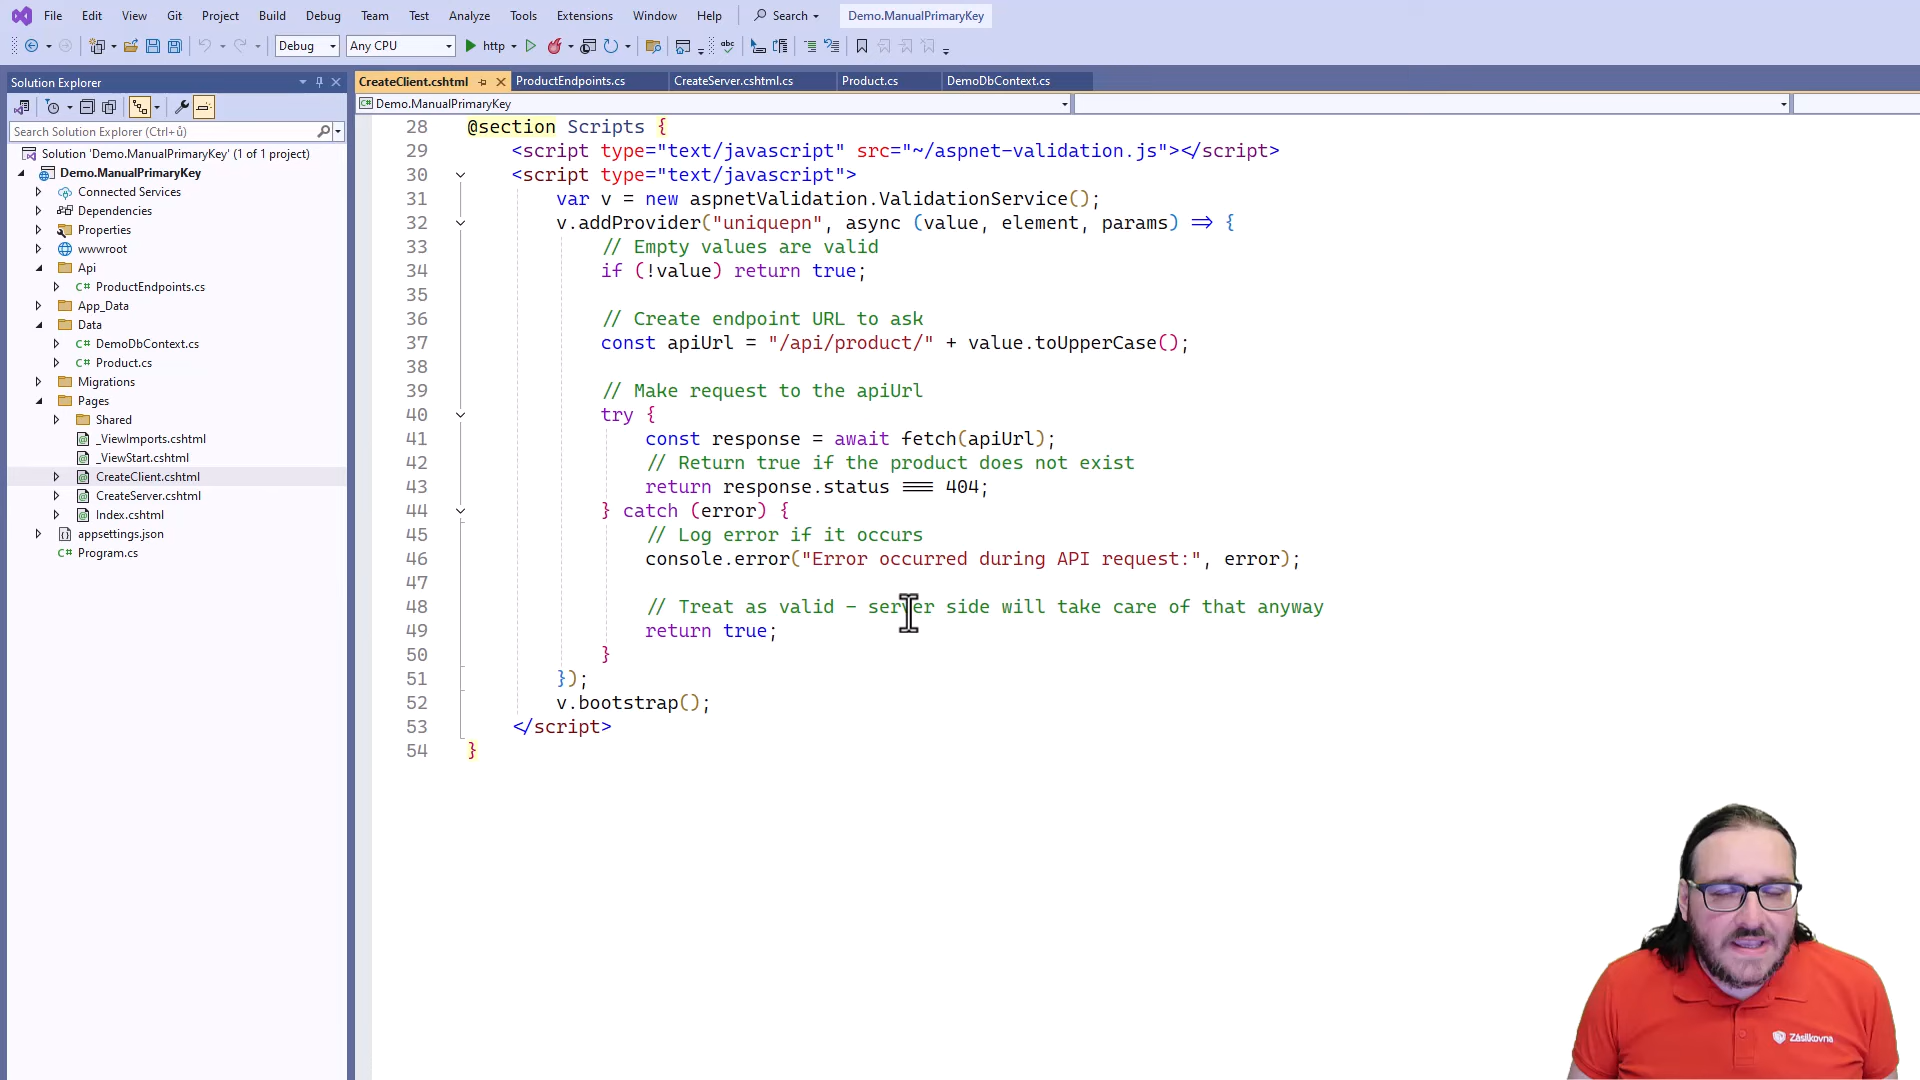 File Edit View Git Project Build Debug Team Test Analyze Tools Extensions Window Help Search Demo.ManualPrimaryKey
Debug Any CPU http
Solution Explorer
Search Solution Explorer (Ctrl+ů)
Solution 'Demo.ManualPrimaryKey' (1 of 1 project)
Demo.ManualPrimaryKey
Connected Services
Dependencies
Properties
wwwroot
Api
C# ProductEndpoints.cs
App_Data
Data
C# DemoDbContext.cs
C# Product.cs
Migrations
Pages
Shared
_ViewImports.cshtml
_ViewStart.cshtml
CreateClient.cshtml
CreateServer.cshtml
Index.cshtml
appsettings.json
C# Program.cs
CreateClient.cshtml ProductEndpoints.cs CreateServer.cshtml.cs Product.cs DemoDbContext.cs
Demo.ManualPrimaryKey
28 @section Scripts {
29 <script type="text/javascript" src="~/aspnet-validation.js"></script>
30 <script type="text/javascript">
31 var v = new aspnetValidation.ValidationService();
32 v.addProvider("uniquepn", async (value, element, params) => {
33 // Empty values are valid
34 if (!value) return true;
35
36 // Create endpoint URL to ask
37 const apiUrl = "/api/product/" + value.toUpperCase();
38
39 // Make request to the apiUrl
40 try {
41 const response = await fetch(apiUrl);
42 // Return true if the product does not exist
43 return response.status === 404;
44 } catch (error) {
45 // Log error if it occurs
46 console.error("Error occurred during API request:", error);
47
48 // Treat as valid - server side will take care of that anyway
49 return true;
50 }
51 });
52 v.bootstrap();
53 </script>
54 }
Zásilkovna